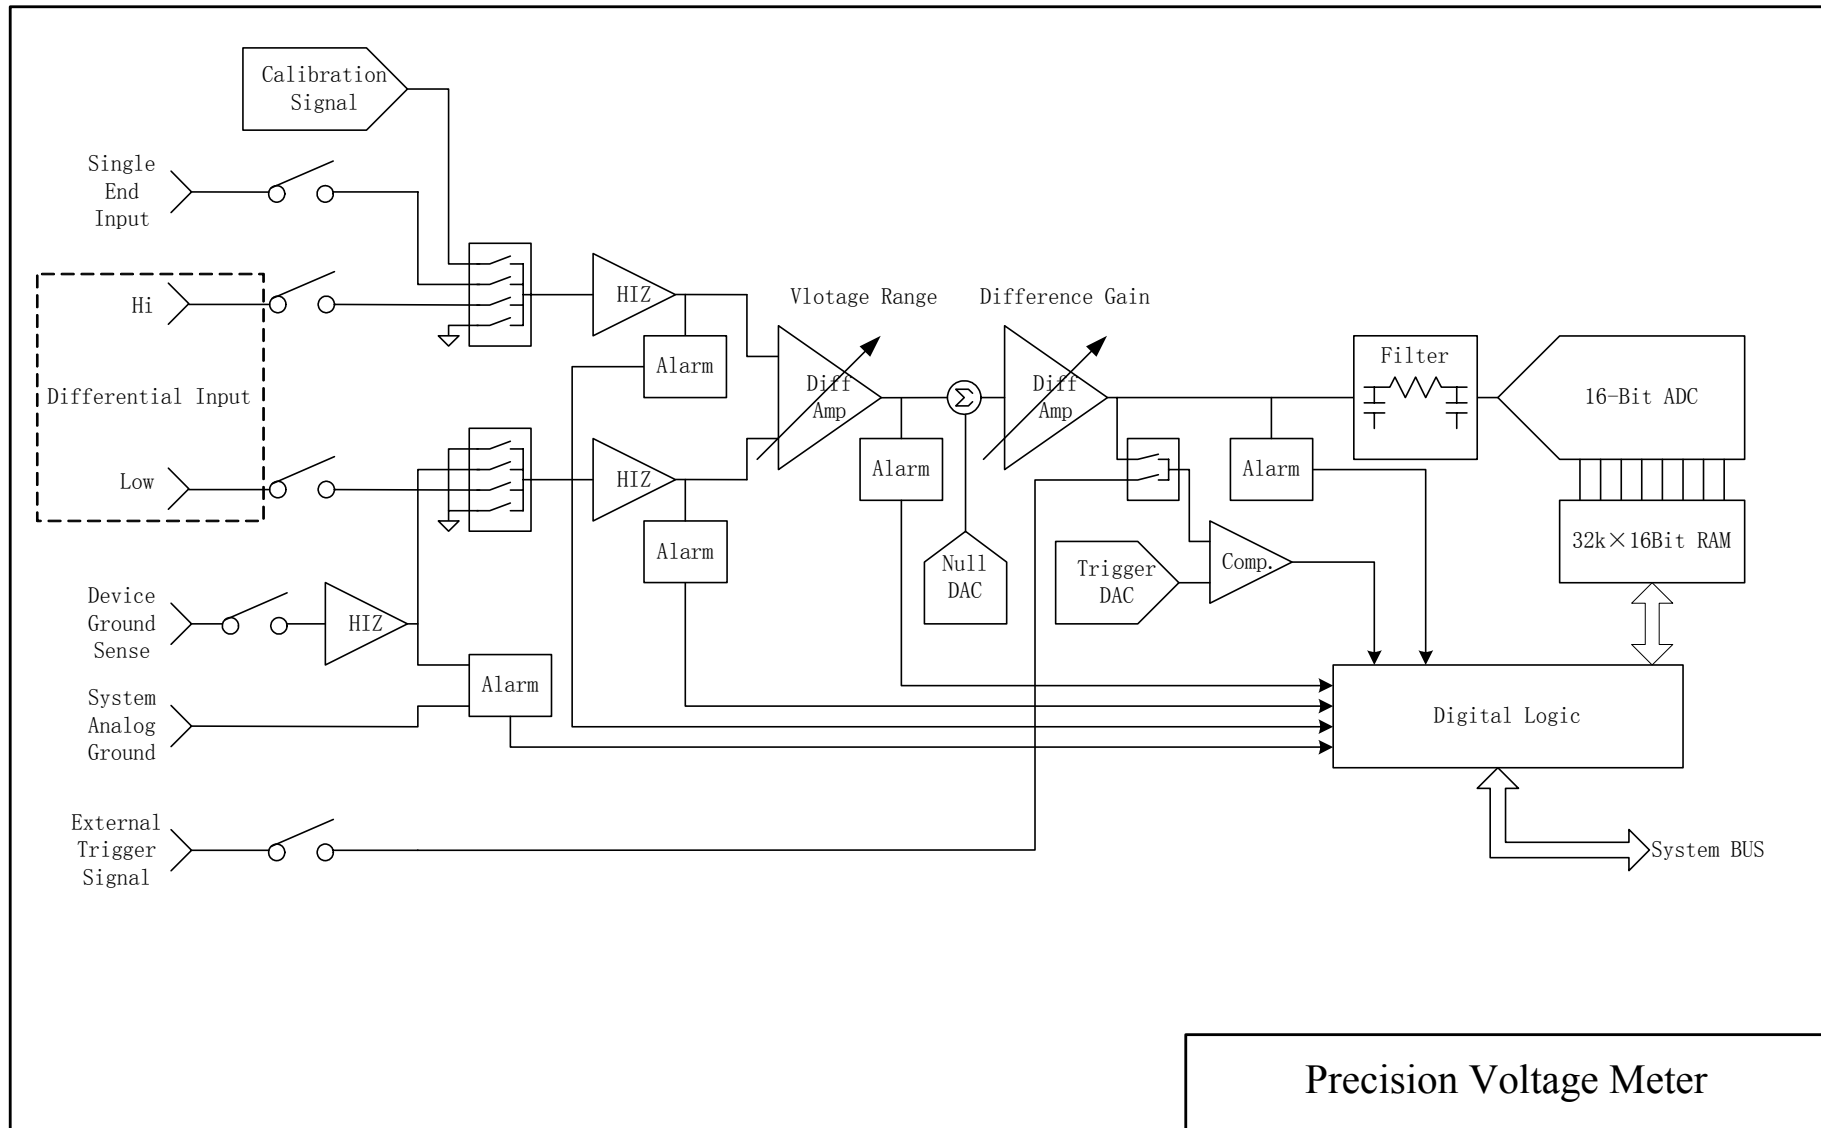 Calibration
Signal
Single
End
Input
Hi
Differential Input
Low
HIZ
Alarm
HIZ
Alarm
Vlotage Range
Diff
Amp
Difference Gain
Diff
Amp
Σ
Alarm
Null
DAC
Alarm
Filter
16-Bit ADC
32k×16Bit RAM
Trigger
DAC
Comp.
Device
Ground
Sense
HIZ
Alarm
System
Analog
Ground
Digital Logic
External
Trigger
Signal
System BUS
Precision Voltage Meter